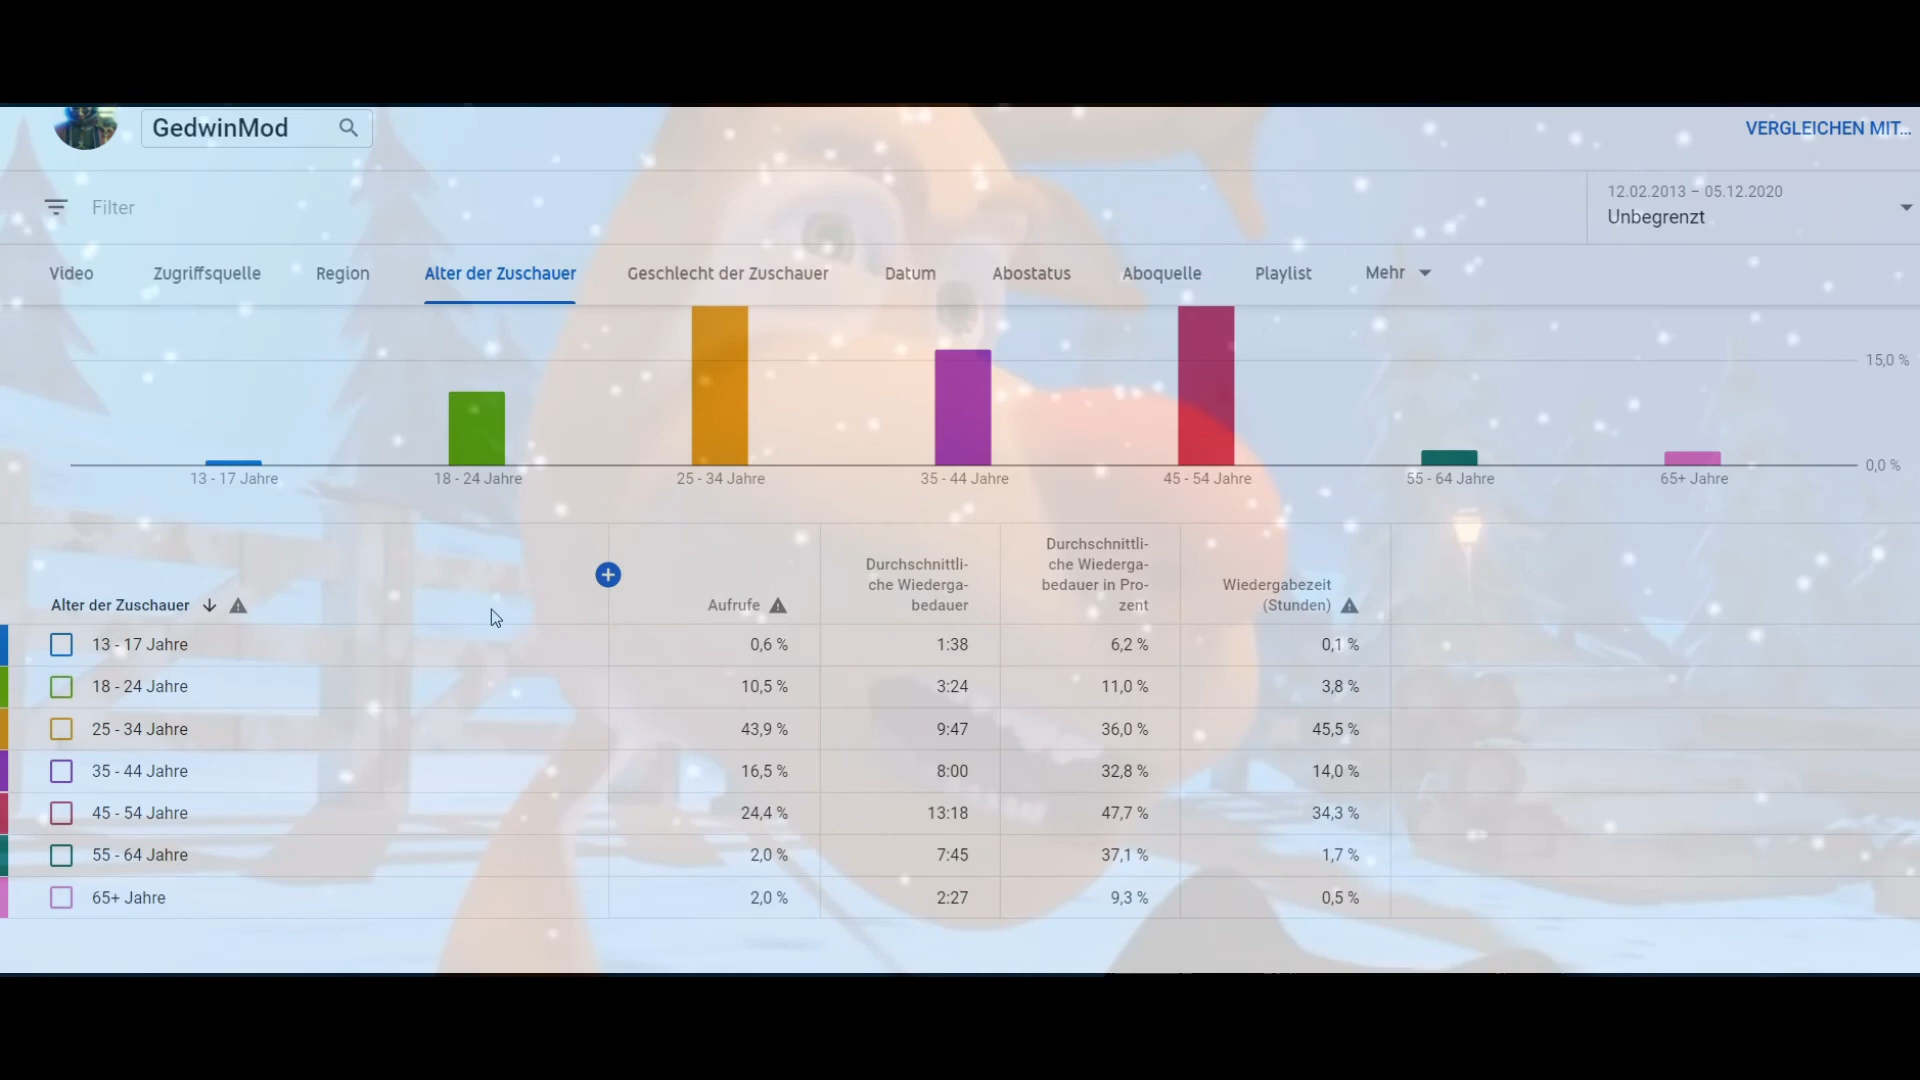 GedwinMod
VERGLEICHEN MIT...
Filter
12.02.2013 – 05.12.2020
Unbegrenzt
Video Zugriffsquelle Region Alter der Zuschauer Geschlecht der Zuschauer Datum Abostatus Aboquelle Playlist Mehr
15,0 %
0,0 %
13 - 17 Jahre 18 - 24 Jahre 25 - 34 Jahre 35 - 44 Jahre 45 - 54 Jahre 55 - 64 Jahre 65+ Jahre
Alter der Zuschauer
Aufrufe
Durchschnittli-
che Wiederga-
bedauer
Durchschnittli-
che Wiederga-
bedauer in Pro-
zent
Wiedergabezeit
(Stunden)
13 - 17 Jahre 0,6 % 1:38 6,2 % 0,1 %
18 - 24 Jahre 10,5 % 3:24 11,0 % 3,8 %
25 - 34 Jahre 43,9 % 9:47 36,0 % 45,5 %
35 - 44 Jahre 16,5 % 8:00 32,8 % 14,0 %
45 - 54 Jahre 24,4 % 13:18 47,7 % 34,3 %
55 - 64 Jahre 2,0 % 7:45 37,1 % 1,7 %
65+ Jahre 2,0 % 2:27 9,3 % 0,5 %